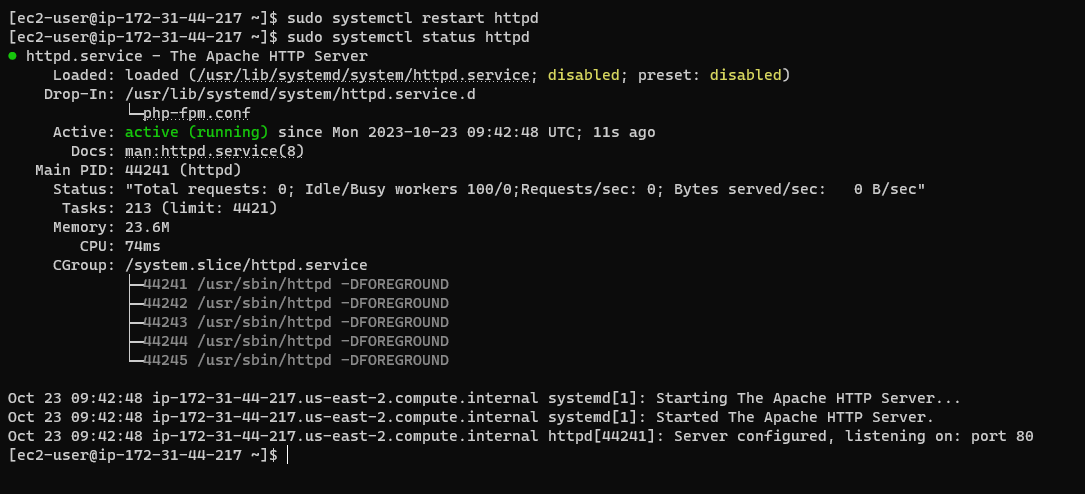 [ec2-user@ip-172-31-44-217 ~]$ sudo systemctl restart httpd
[ec2-user@ip-172-31-44-217 ~]$ sudo systemctl status httpd
● httpd.service - The Apache HTTP Server
     Loaded: loaded (/usr/lib/systemd/system/httpd.service; disabled; preset: disabled)
    Drop-In: /usr/lib/systemd/system/httpd.service.d
             └─php-fpm.conf
     Active: active (running) since Mon 2023-10-23 09:42:48 UTC; 11s ago
       Docs: man:httpd.service(8)
   Main PID: 44241 (httpd)
     Status: "Total requests: 0; Idle/Busy workers 100/0;Requests/sec: 0; Bytes served/sec:   0 B/sec"
      Tasks: 213 (limit: 4421)
     Memory: 23.6M
        CPU: 74ms
     CGroup: /system.slice/httpd.service
             ├─44241 /usr/sbin/httpd -DFOREGROUND
             ├─44242 /usr/sbin/httpd -DFOREGROUND
             ├─44243 /usr/sbin/httpd -DFOREGROUND
             ├─44244 /usr/sbin/httpd -DFOREGROUND
             └─44245 /usr/sbin/httpd -DFOREGROUND

Oct 23 09:42:48 ip-172-31-44-217.us-east-2.compute.internal systemd[1]: Starting The Apache HTTP Server...
Oct 23 09:42:48 ip-172-31-44-217.us-east-2.compute.internal systemd[1]: Started The Apache HTTP Server.
Oct 23 09:42:48 ip-172-31-44-217.us-east-2.compute.internal httpd[44241]: Server configured, listening on: port 80
[ec2-user@ip-172-31-44-217 ~]$